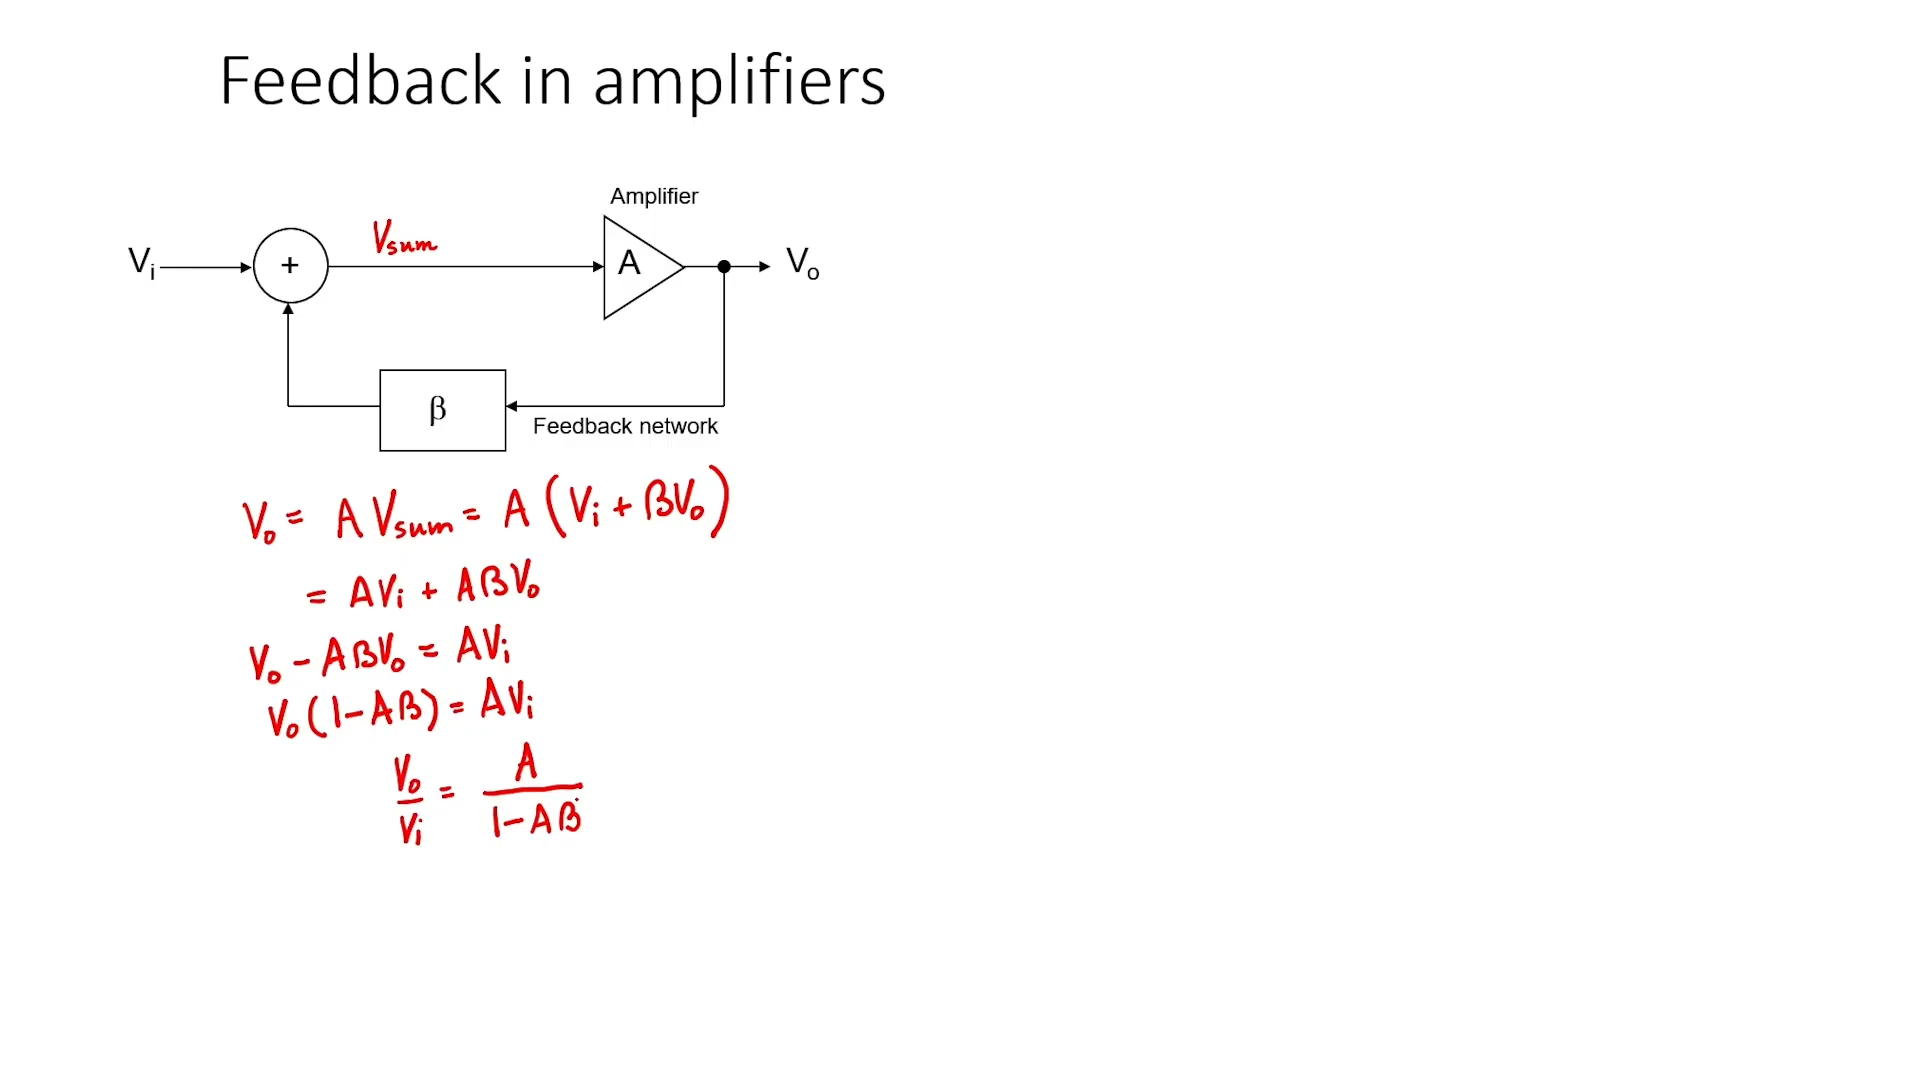 Feedback in amplifiers
Amplifier
Vi
+
Vsum
A
Vo
β
Feedback network
Vo = A Vsum = A (Vi + βVo)
= AVi + AβVo
Vo - AβVo = AVi
Vo (1-Aβ) = AVi
Vo/Vi = A/(1-Aβ)